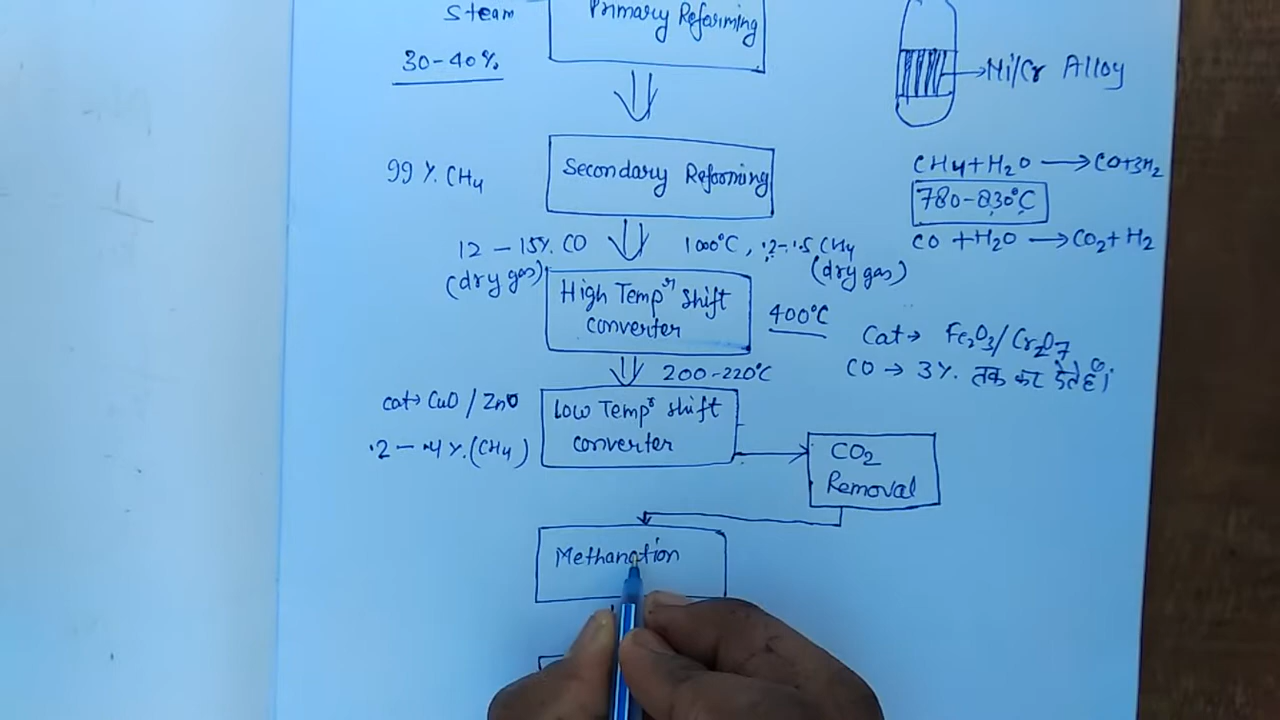 Steam
Primary Reforming
30-40%
Ni/Cr Alloy
Secondary Reforming
99 %. CH4
CH4+H2O → CO+3H2
780-830°C
CO +H2O → CO2+H2
12 - 15%. CO
(dry gas)
1000°C, .2-.5 CH4
(dry gas)
High Tempr shift
converter
400°C
Cat→ Fe2O3/Cr2O7
CO → 3%. तक कर देते हैं।
200-220°C
cat→ CuO / ZnO
.2 - .4 %.(CH4)
Low Tempr shift
converter
CO2
Removal
Methanation